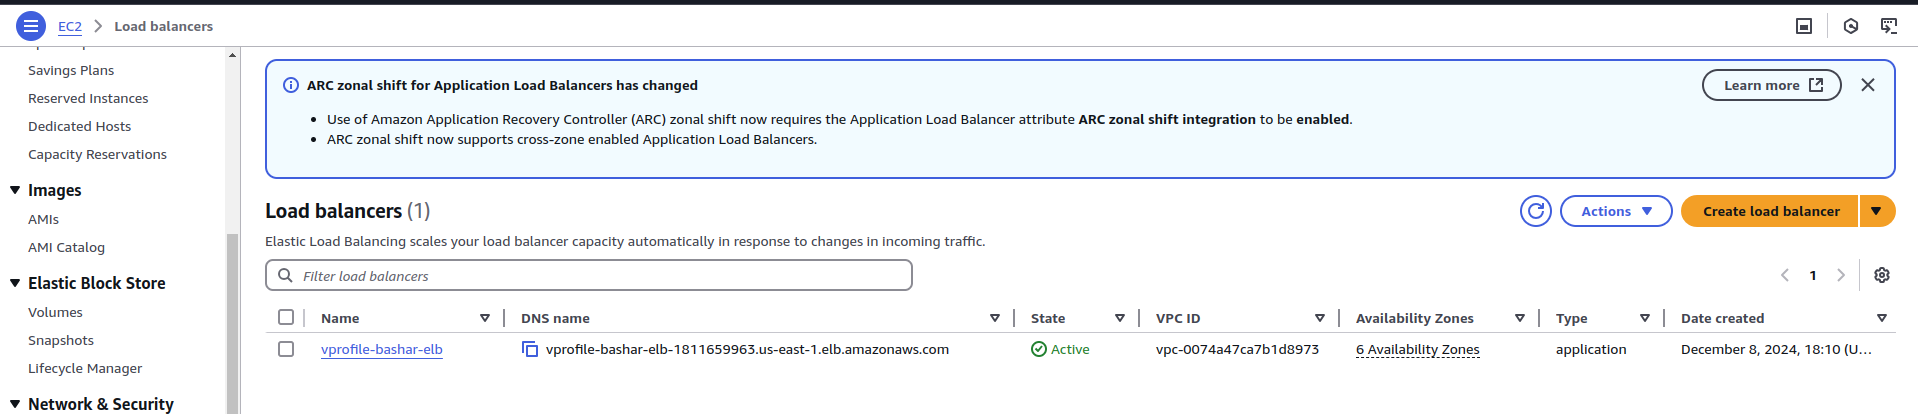 EC2 > Load balancers
Savings Plans
Reserved Instances
Dedicated Hosts
Capacity Reservations
Images
AMIs
AMI Catalog
Elastic Block Store
Volumes
Snapshots
Lifecycle Manager
Network & Security
ARC zonal shift for Application Load Balancers has changed
Learn more
• Use of Amazon Application Recovery Controller (ARC) zonal shift now requires the Application Load Balancer attribute ARC zonal shift integration to be enabled.
• ARC zonal shift now supports cross-zone enabled Application Load Balancers.
Load balancers (1)
Actions
Create load balancer
Elastic Load Balancing scales your load balancer capacity automatically in response to changes in incoming traffic.
Filter load balancers
1
Name DNS name State VPC ID Availability Zones Type Date created
vprofile-bashar-elb vprofile-bashar-elb-1811659963.us-east-1.elb.amazonaws.com Active vpc-0074a47ca7b1d8973 6 Availability Zones application December 8, 2024, 18:10 (U...